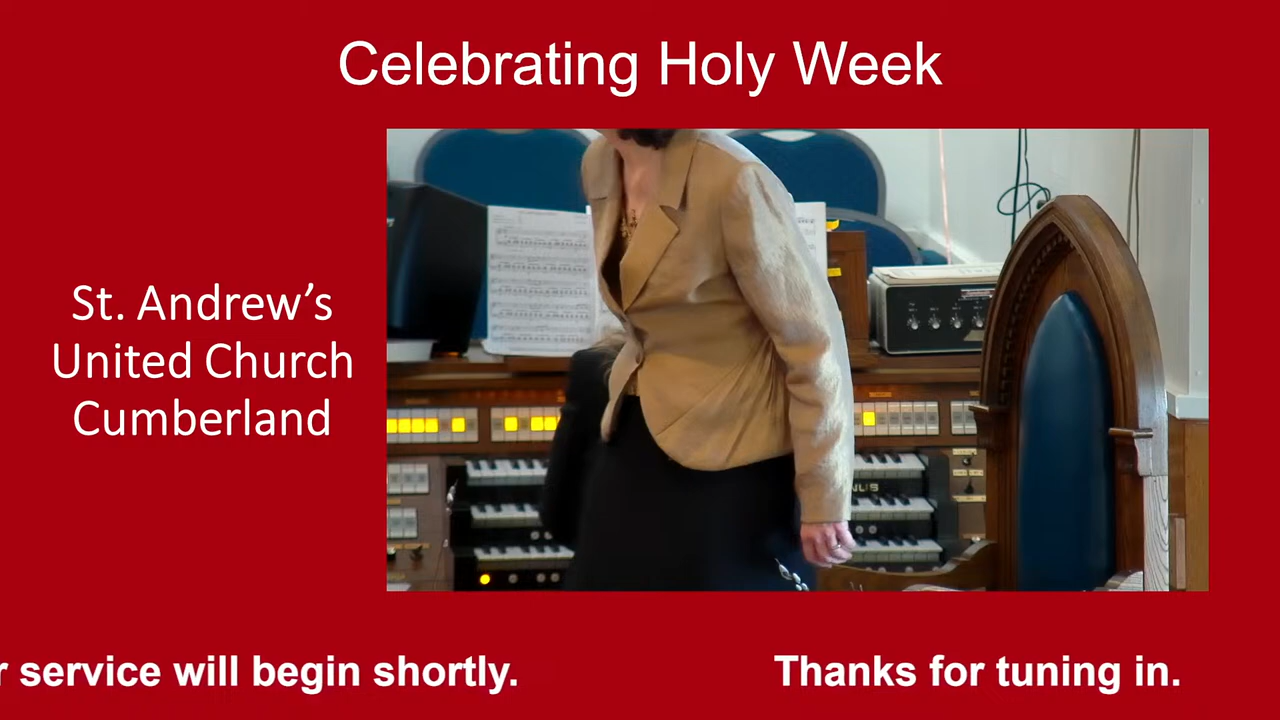 Celebrating Holy Week
St. Andrew’s
United Church
Cumberland
r service will begin shortly.
Thanks for tuning in.